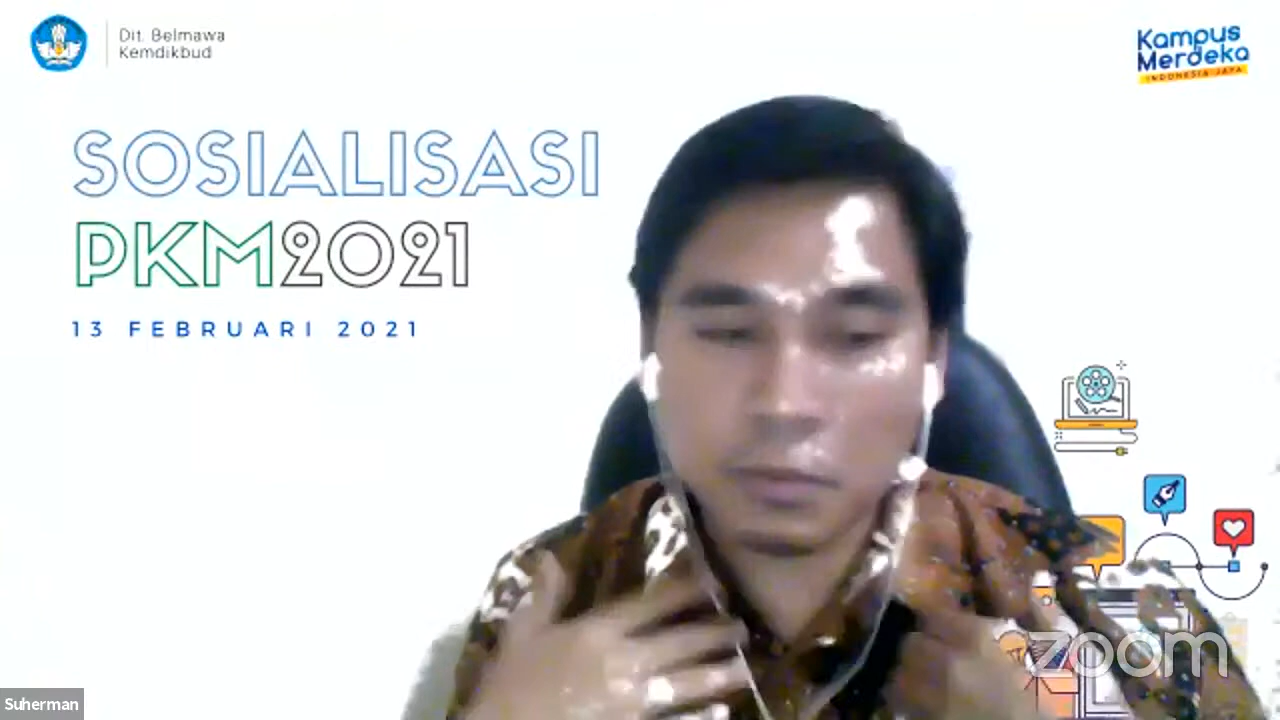 Dit. Belmawa
Kemdikbud
Kampus
Merdeka
INDONESIA JAYA
SOSIALISASI
PKM2021
13 FEBRUARI 2021
zoom
Suherman